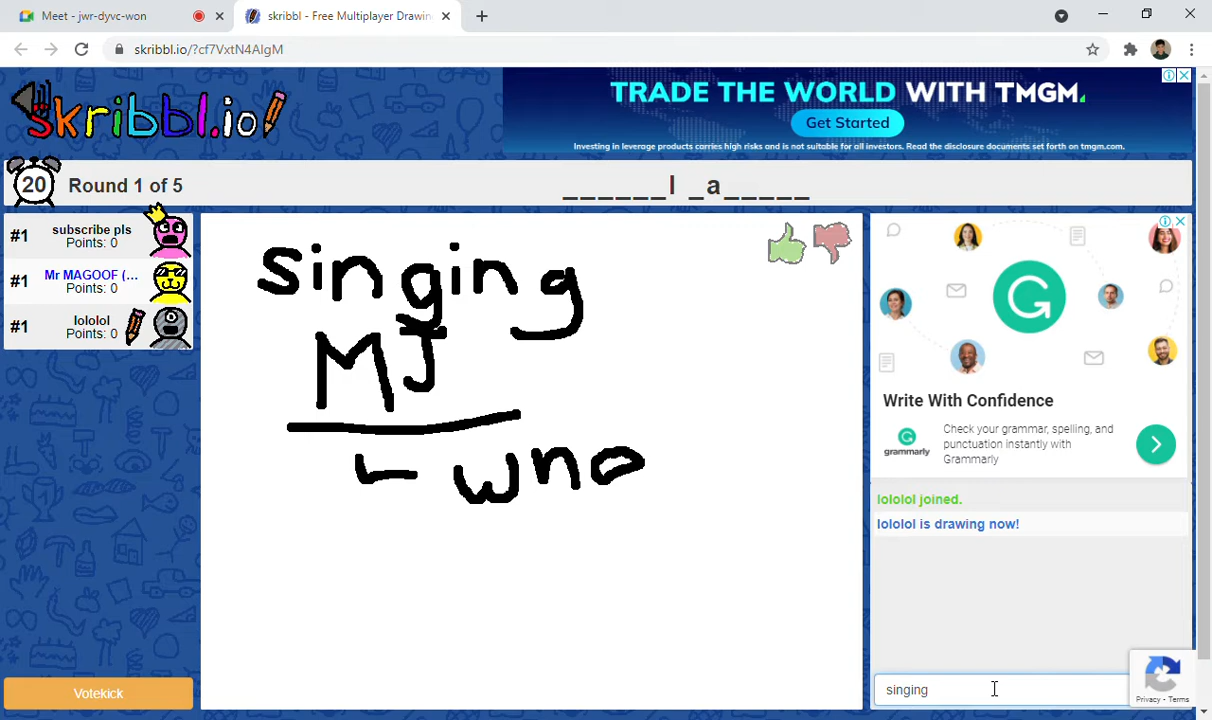 Meet - jwr-dyvc-won
skribbl - Free Multiplayer Drawin
skribbl.io/?cf7VxtN4AlgM
skribbl.io
TRADE THE WORLD WITH TMGM.
Get Started
Investing in leverage products carries high risks and is not suitable for all investors. Read the disclosure documents set forth on tmgm.com.
20
Round 1 of 5
______l _a_____
#1
subscribe pls
Points: 0
#1
Mr MAGOOF (...
Points: 0
#1
lololol
Points: 0
singing
MJ
who
Write With Confidence
grammarly
Check your grammar, spelling, and
punctuation instantly with
Grammarly
lololol joined.
lololol is drawing now!
singing
Privacy - Terms
Votekick